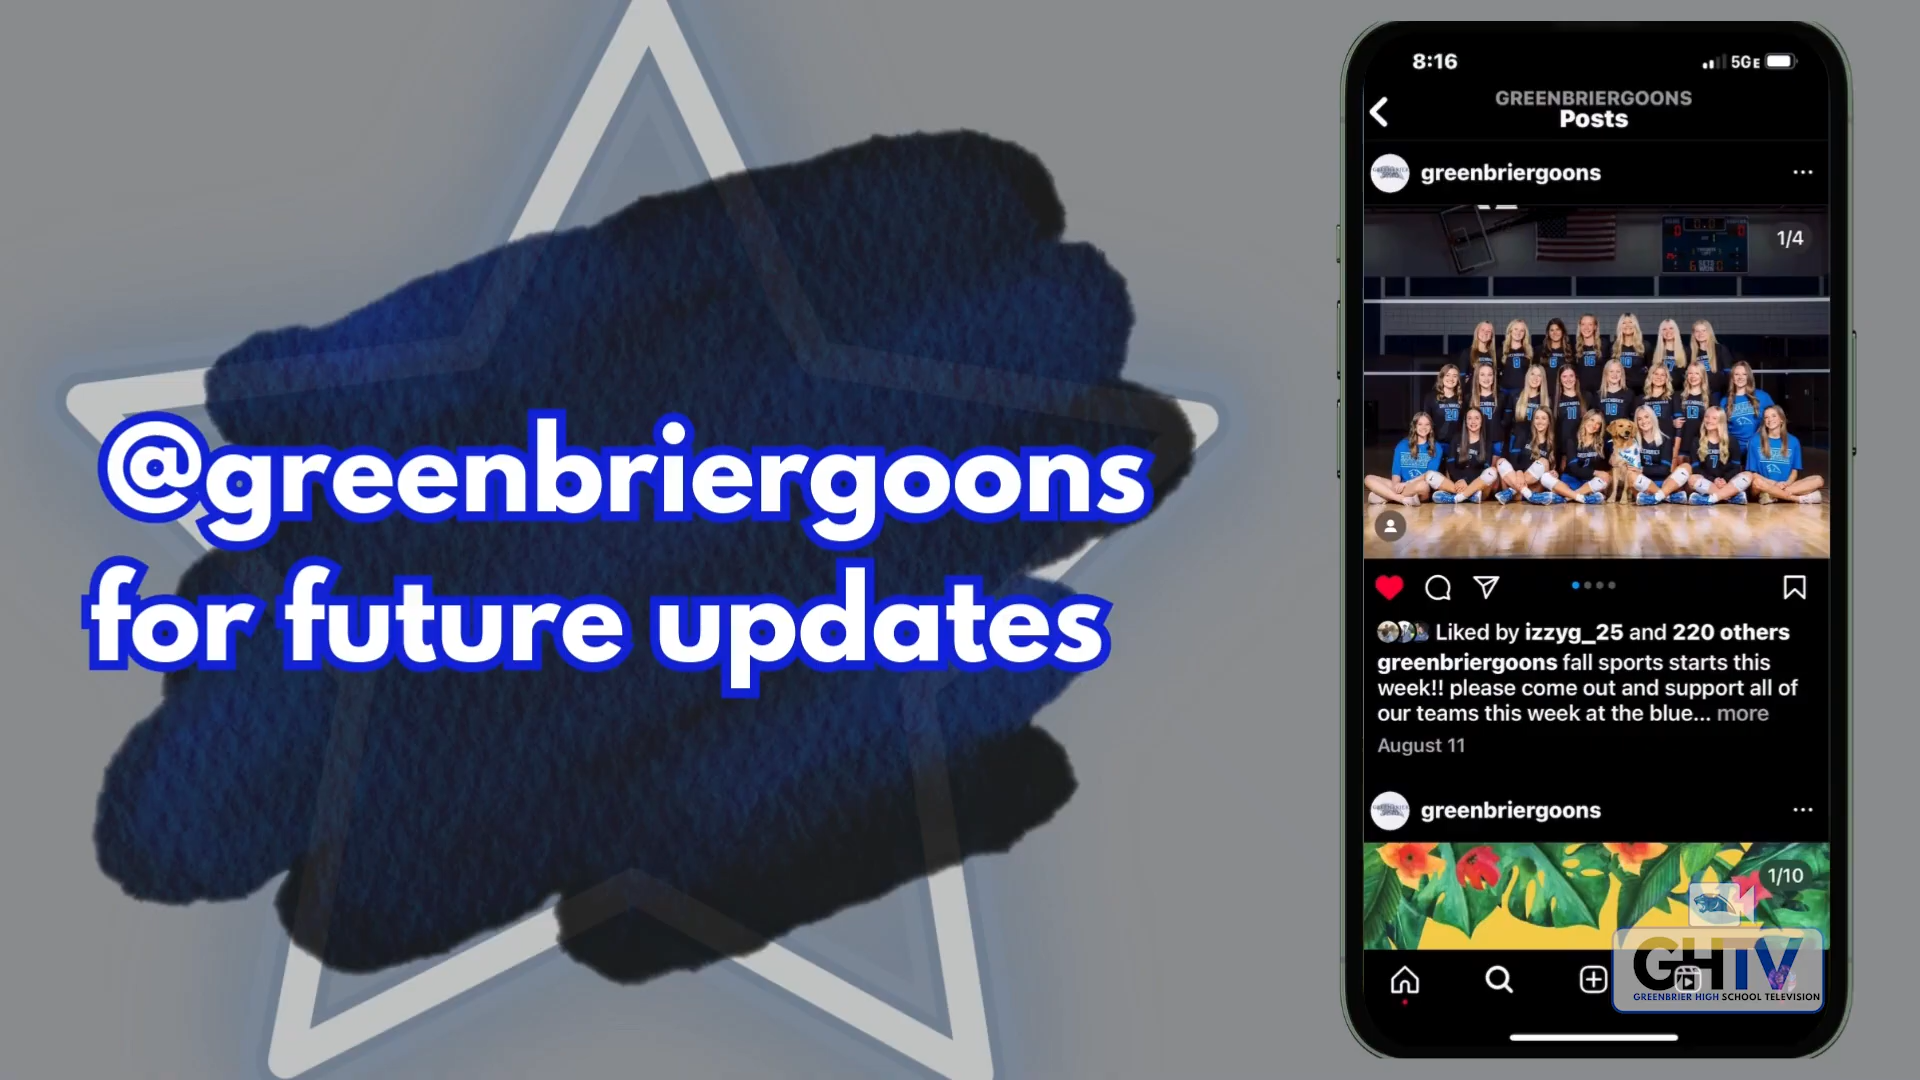 @greenbriergoons
for future updates
8:16
5GE
GREENBRIERGOONS
Posts
greenbriergoons
1/4
Liked by izzyg_25 and 220 others
greenbriergoons fall sports starts this
week!! please come out and support all of
our teams this week at the blue... more
August 11
greenbriergoons
1/10
GHTV
GREENBRIER HIGH SCHOOL TELEVISION